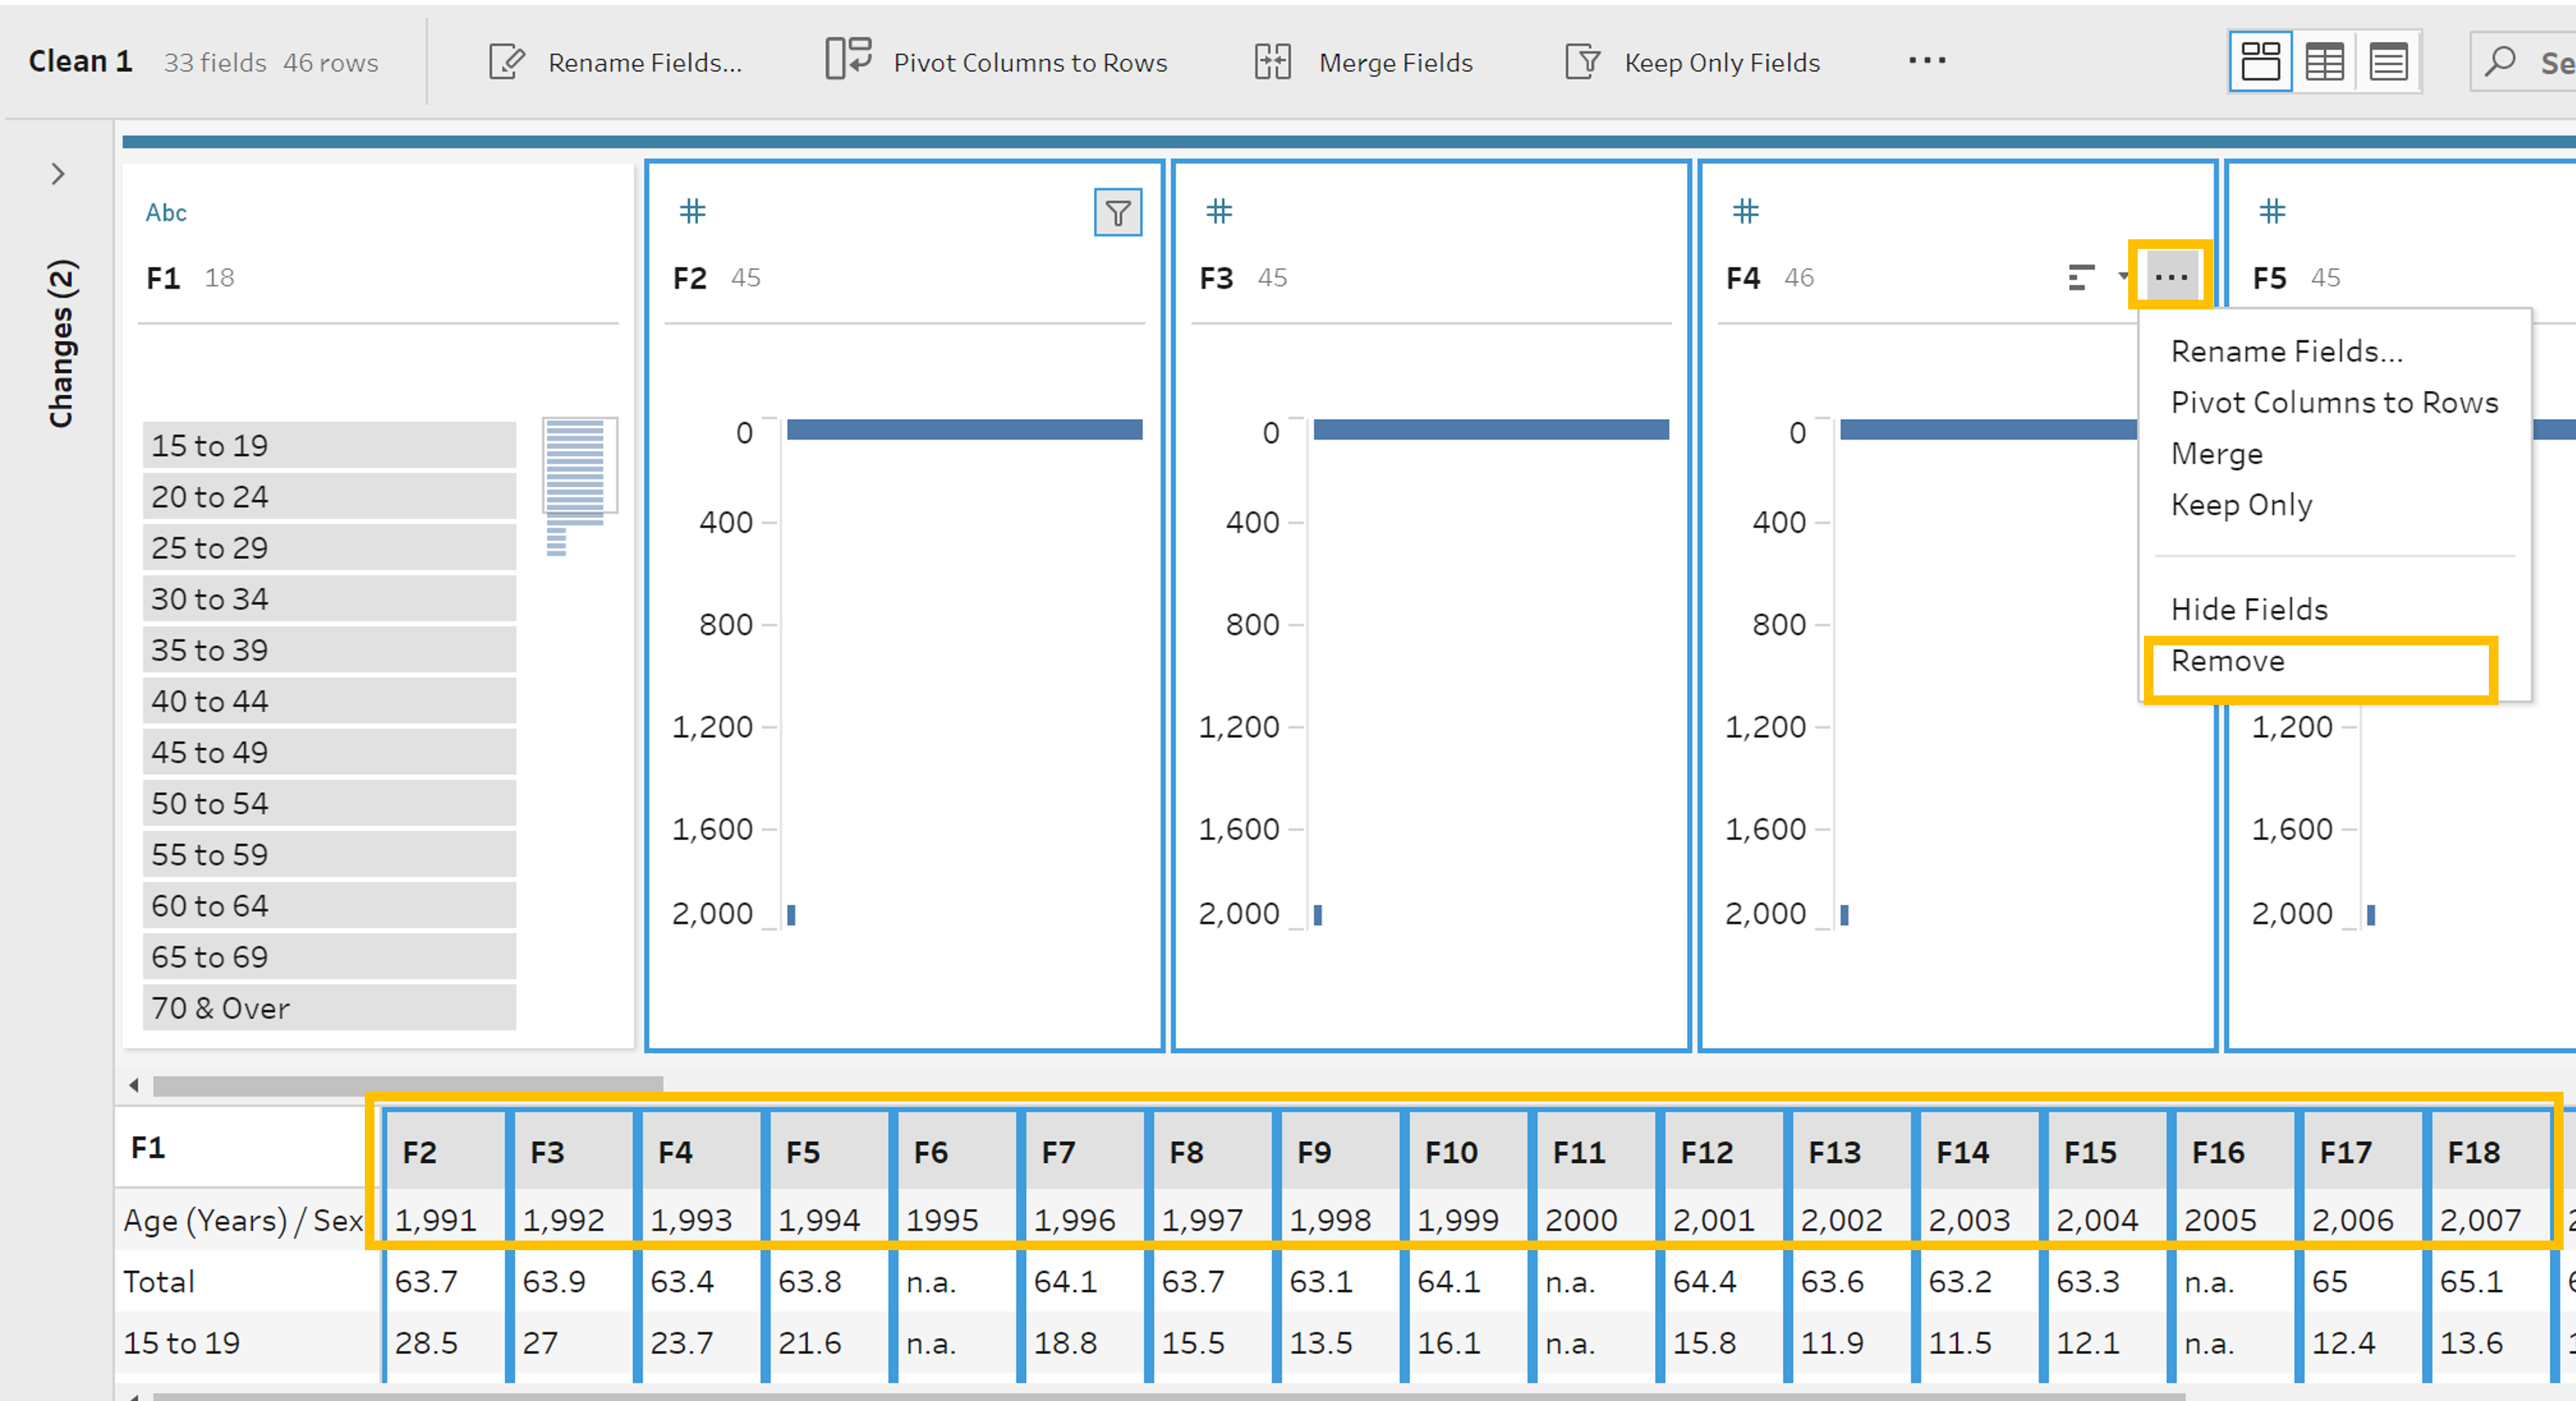 Clean 1 33 fields 46 rows Rename Fields... Pivot Columns to Rows Merge Fields Keep Only Fields ... Se
Changes (2)
Abc # # # #
F1 18 F2 45 F3 45 F4 46 ... F5 45
Rename Fields...
Pivot Columns to Rows
Merge
Keep Only
Hide Fields
Remove
15 to 19
20 to 24
25 to 29
30 to 34
35 to 39
40 to 44
45 to 49
50 to 54
55 to 59
60 to 64
65 to 69
70 & Over
0
400
800
1,200
1,600
2,000
0
400
800
1,200
1,600
2,000
0
400
800
1,200
1,600
2,000
1,200
1,600
2,000
F1 F2 F3 F4 F5 F6 F7 F8 F9 F10 F11 F12 F13 F14 F15 F16 F17 F18
Age (Years) / Sex 1,991 1,992 1,993 1,994 1995 1,996 1,997 1,998 1,999 2000 2,001 2,002 2,003 2,004 2005 2,006 2,007
Total 63.7 63.9 63.4 63.8 n.a. 64.1 63.7 63.1 64.1 n.a. 64.4 63.6 63.2 63.3 n.a. 65 65.1
15 to 19 28.5 27 23.7 21.6 n.a. 18.8 15.5 13.5 16.1 n.a. 15.8 11.9 11.5 12.1 n.a. 12.4 13.6